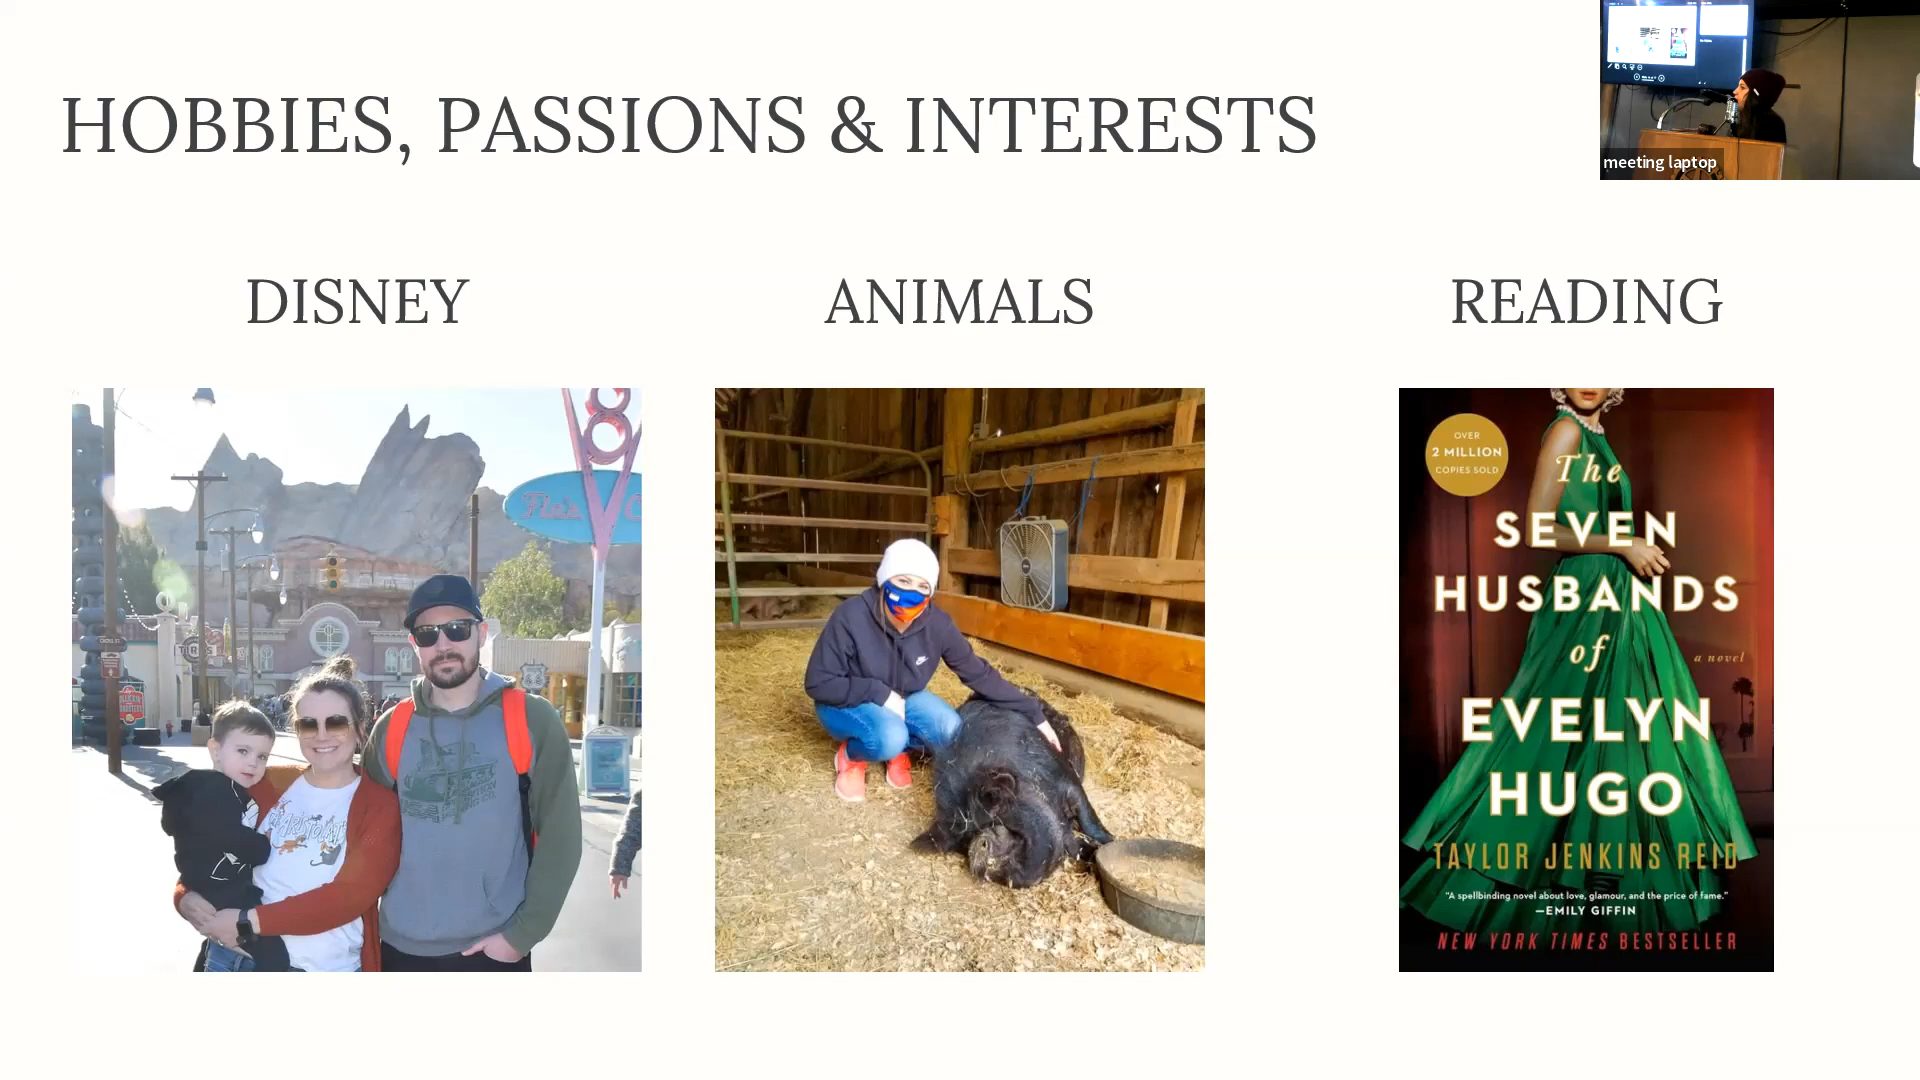 HOBBIES, PASSIONS & INTERESTS
meeting laptop
DISNEY
ANIMALS
READING
Flo's
TIRES
OVER
2 MILLION
COPIES SOLD
The
SEVEN
HUSBANDS
of
a novel
EVELYN
HUGO
TAYLOR JENKINS REID
"A spellbinding novel about love, glamour, and the price of fame."
—EMILY GIFFIN
NEW YORK TIMES BESTSELLER